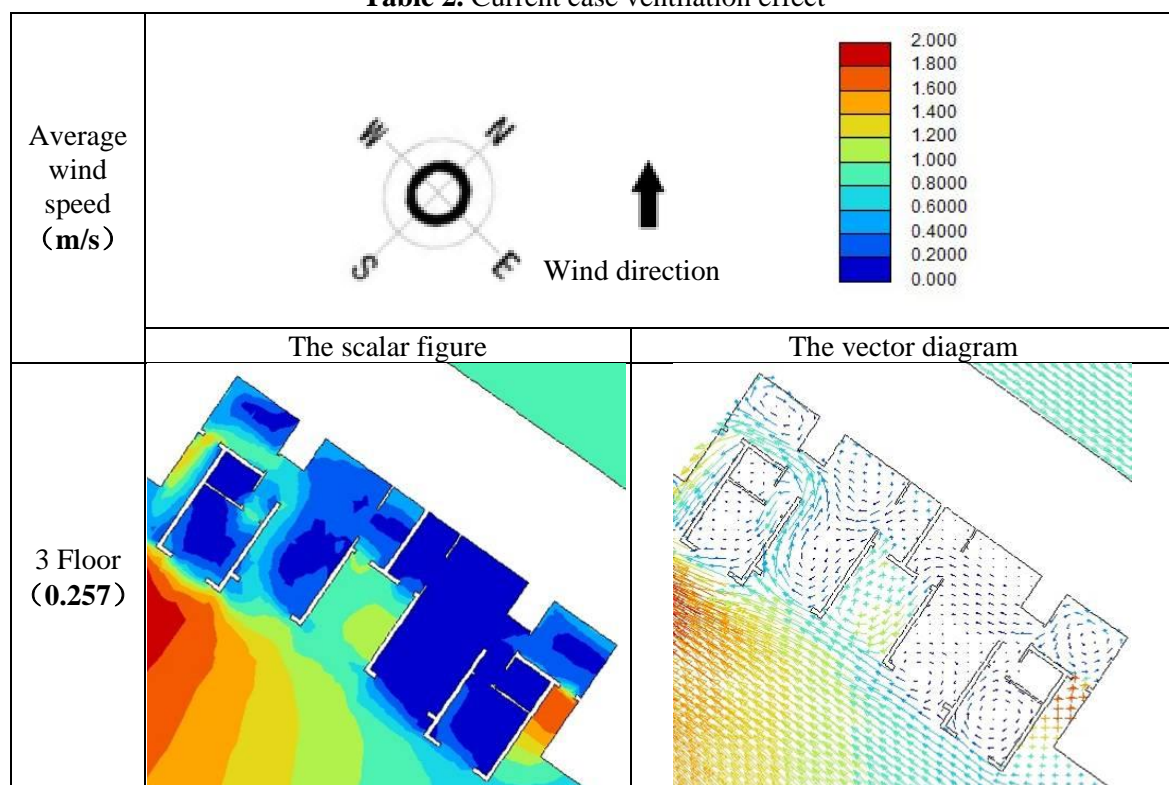 Table 2. Current case ventilation effect
Average
wind
speed
（m/s）
W
N
S
E
Wind direction
2.000
1.800
1.600
1.400
1.200
1.000
0.8000
0.6000
0.4000
0.2000
0.000
The scalar figure
The vector diagram
3 Floor
（0.257）